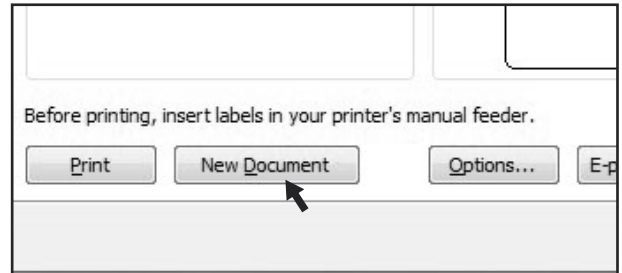 Before printing, insert labels in your printer's manual feeder.
Print New Document Options... E-p